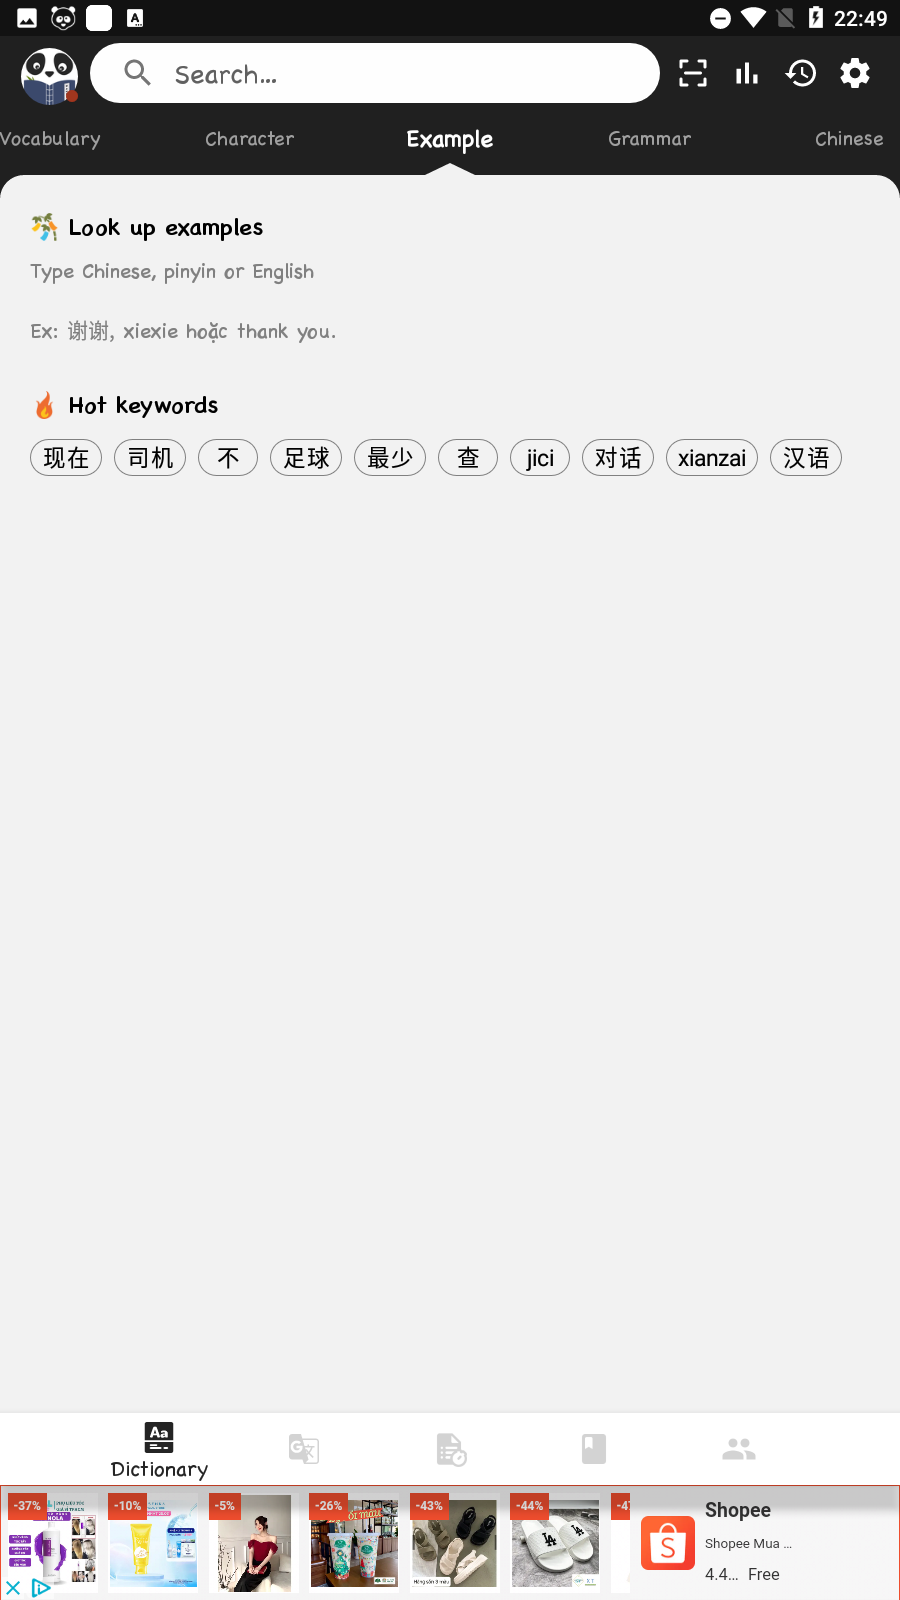 22:49
Search...
Vocabulary Character Example Grammar Chinese
🌴 Look up examples
Type Chinese, pinyin or English
Ex: 谢谢, xiexie hoặc thank you.
🔥 Hot keywords
现在 司机 不 足球 最少 查 jici 对话 xianzai 汉语
Dictionary
-37% -10% -5% -26% -43% -44%
Shopee
Shopee Mua ...
4.4... Free